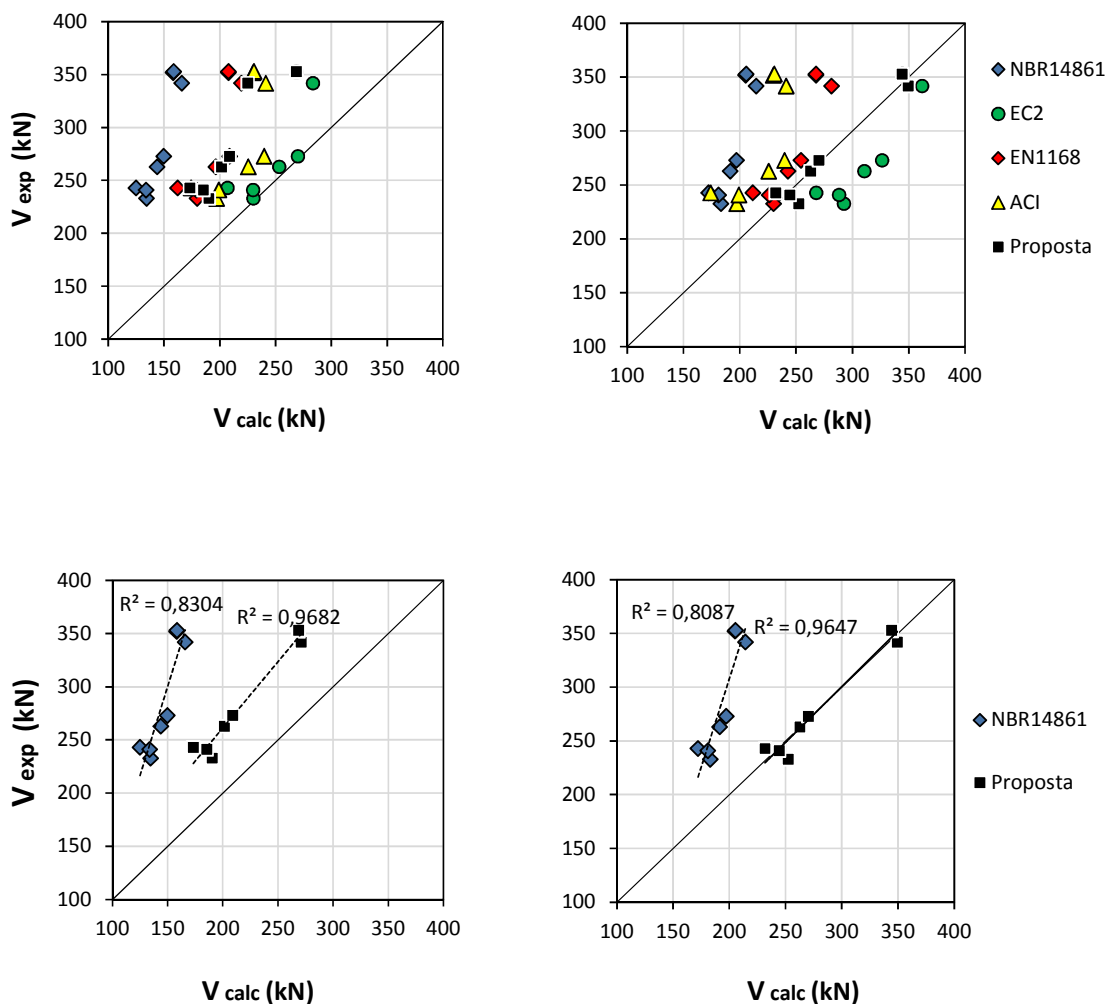 400
350
300
250
200
150
100
V exp (kN)
100 150 200 250 300 350 400
V calc (kN)
400
350
300
250
200
150
100
100 150 200 250 300 350 400
V calc (kN)
NBR14861
EC2
EN1168
ACI
Proposta
400
350
300
250
200
150
100
V exp (kN)
R² = 0,8304
R² = 0,9682
100 150 200 250 300 350 400
V calc (kN)
400
350
300
250
200
150
100
R² = 0,8087
R² = 0,9647
100 150 200 250 300 350 400
V calc (kN)
NBR14861
Proposta